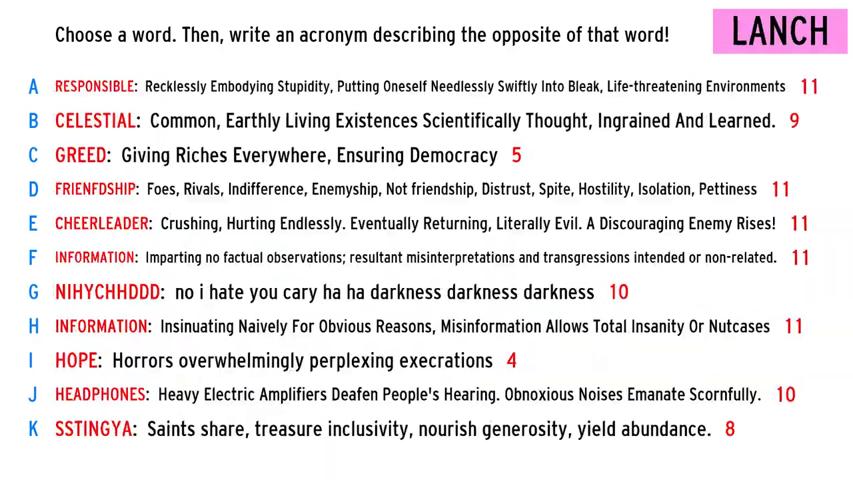 Choose a word. Then, write an acronym describing the opposite of that word!
LANCH
A RESPONSIBLE: Recklessly Embodying Stupidity, Putting Oneself Needlessly Swiftly Into Bleak, Life-threatening Environments 11
B CELESTIAL: Common, Earthly Living Existences Scientifically Thought, Ingrained And Learned. 9
C GREED: Giving Riches Everywhere, Ensuring Democracy 5
D FRIENFDSHIP: Foes, Rivals, Indifference, Enemyship, Not friendship, Distrust, Spite, Hostility, Isolation, Pettiness 11
E CHEERLEADER: Crushing, Hurting Endlessly. Eventually Returning, Literally Evil. A Discouraging Enemy Rises! 11
F INFORMATION: Imparting no factual observations; resultant misinterpretations and transgressions intended or non-related. 11
G NIHYCHHDDD: no i hate you cary ha ha darkness darkness darkness 10
H INFORMATION: Insinuating Naively For Obvious Reasons, Misinformation Allows Total Insanity Or Nutcases 11
I HOPE: Horrors overwhelmingly perplexing execrations 4
J HEADPHONES: Heavy Electric Amplifiers Deafen People's Hearing. Obnoxious Noises Emanate Scornfully. 10
K SSTINGYA: Saints share, treasure inclusivity, nourish generosity, yield abundance. 8